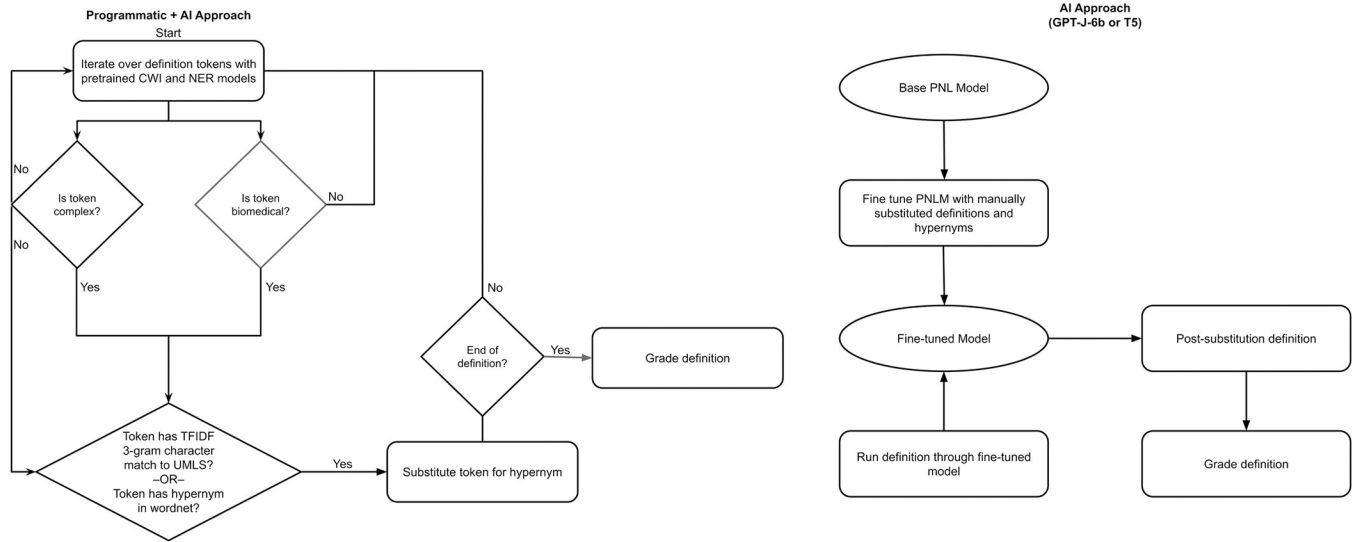 Programmatic + AI Approach
Start
Iterate over definition tokens with
pretrained CWI and NER models
No
Is token
complex?
No
Yes
Is token
biomedical?
No
Yes
Token has TFIDF
3-gram character
match to UMLS?
–OR–
Token has hypernym
in wordnet?
Yes
Substitute token for hypernym
No
End of
definition?
Yes
Grade definition
AI Approach
(GPT-J-6b or T5)
Base PNL Model
Fine tune PNLM with manually
substituted definitions and
hypernyms
Fine-tuned Model
Post-substitution definition
Run definition through fine-tuned
model
Grade definition